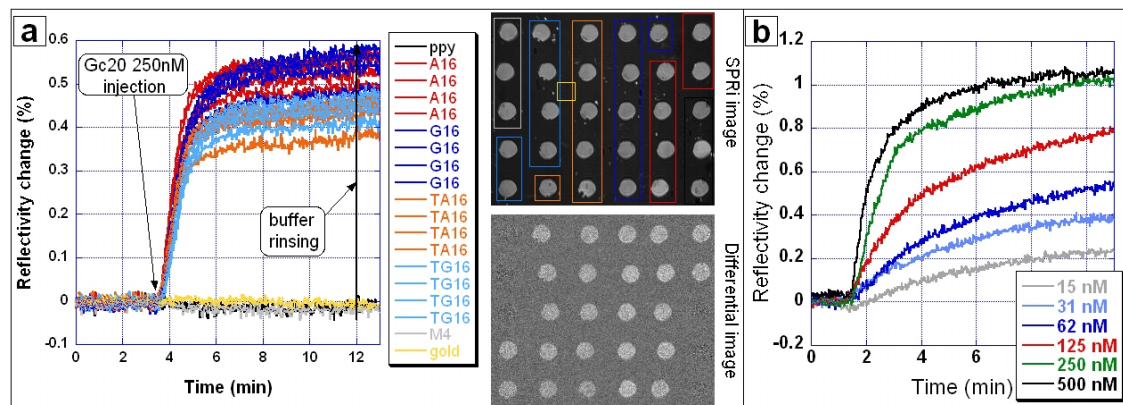 a
0.6
0.5
0.4
0.3
0.2
0.1
0
-0.1
Reflectivity change (%)
0 2 4 6 8 10 12
Time (min)
Gc20 250nM
injection
buffer
rinsing
ppy
A16
A16
A16
A16
G16
G16
G16
G16
TA16
TA16
TA16
TA16
TG16
TG16
TG16
TG16
M4
gold
SPRi image
Differential image
b
1.2
1
0.8
0.6
0.4
0.2
0
-0.2
Reflectivity change (%)
0 2 4 6
Time (min)
15 nM
31 nM
62 nM
125 nM
250 nM
500 nM